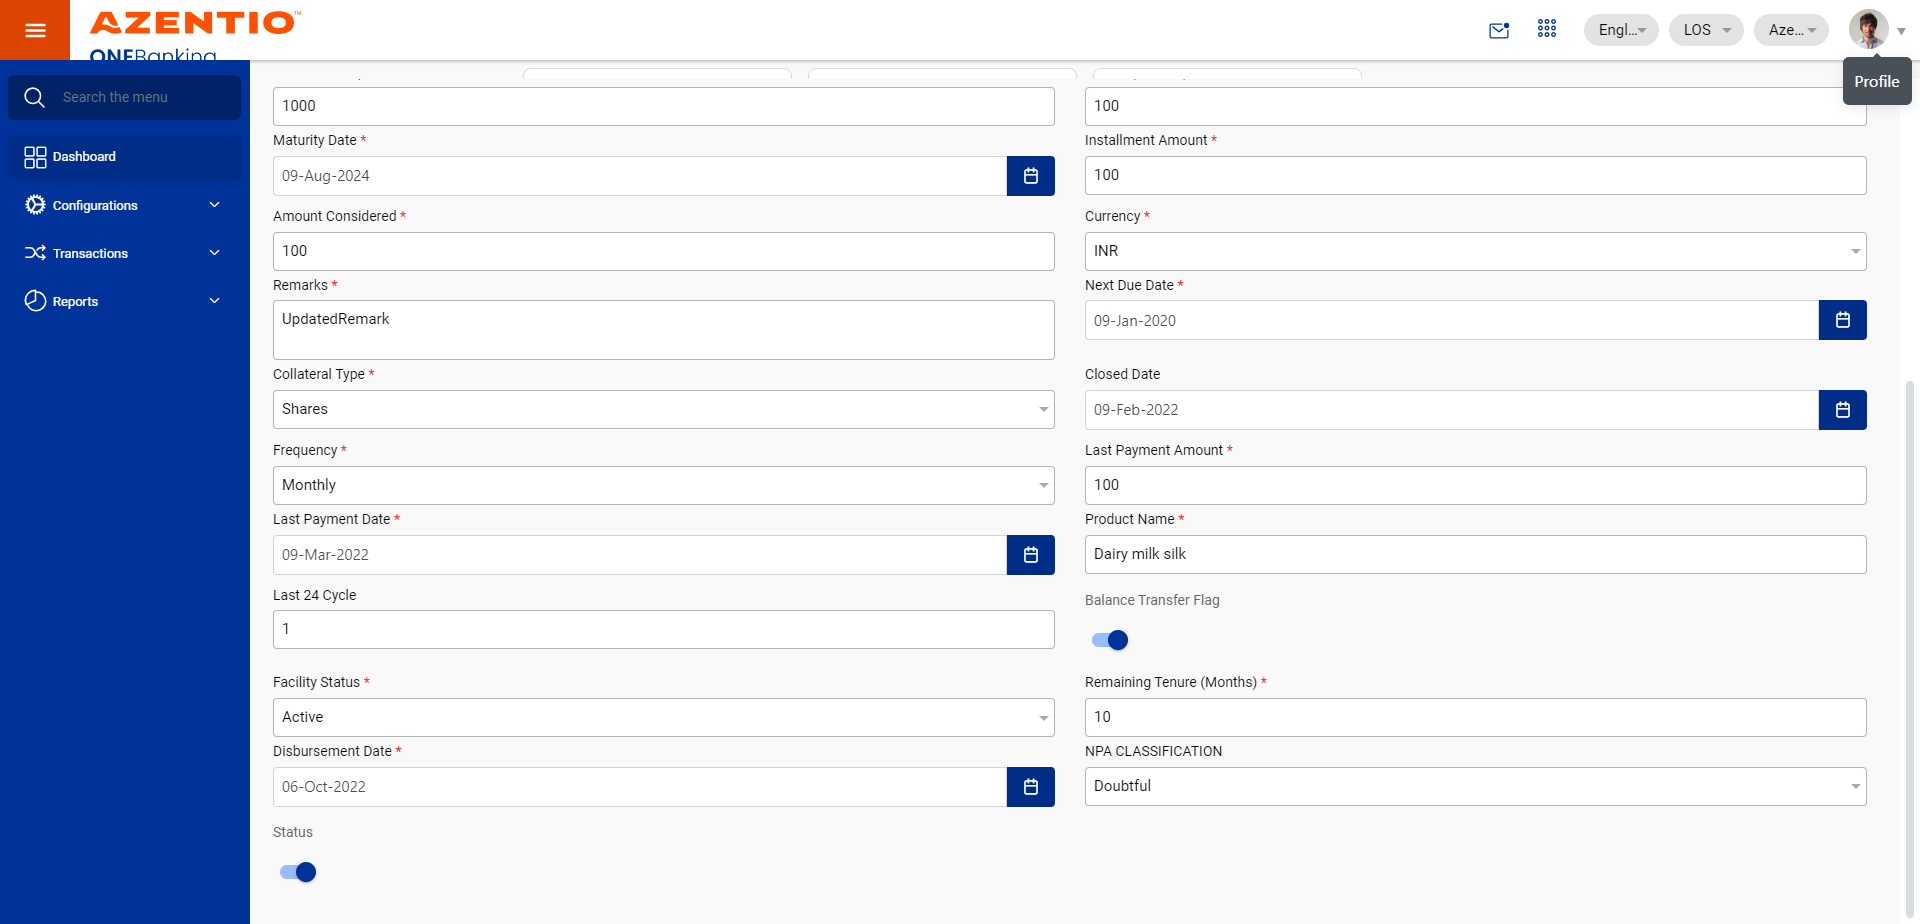 AZENTIO™
ONEBanking
Engl...
LOS
Aze...
Profile
Search the menu
Dashboard
Configurations
Transactions
Reports
1000
100
Maturity Date *
Installment Amount *
09-Aug-2024
100
Amount Considered *
Currency *
100
INR
Remarks *
Next Due Date *
UpdatedRemark
09-Jan-2020
Collateral Type *
Closed Date
Shares
09-Feb-2022
Frequency *
Last Payment Amount *
Monthly
100
Last Payment Date *
Product Name *
09-Mar-2022
Dairy milk silk
Last 24 Cycle
Balance Transfer Flag
1
Facility Status *
Remaining Tenure (Months) *
Active
10
Disbursement Date *
NPA CLASSIFICATION
06-Oct-2022
Doubtful
Status